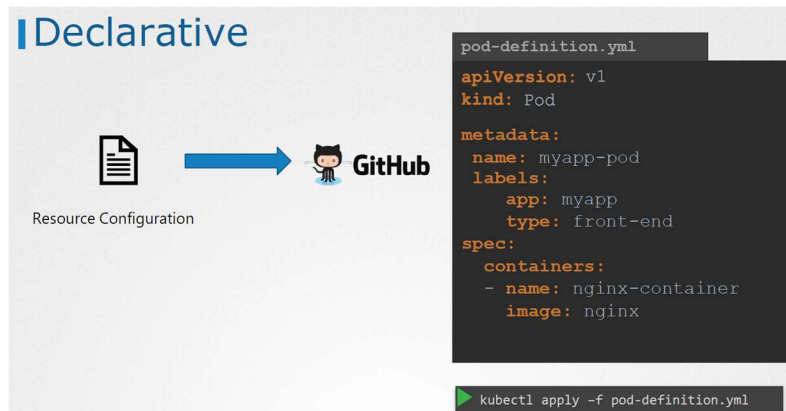 Declarative
GitHub
Resource Configuration
pod-definition.yml
apiVersion: v1
kind: Pod
metadata:
name: myapp-pod
labels:
app: myapp
type: front-end
spec:
containers:
- name: nginx-container
image: nginx
kubectl apply -f pod-definition.yml